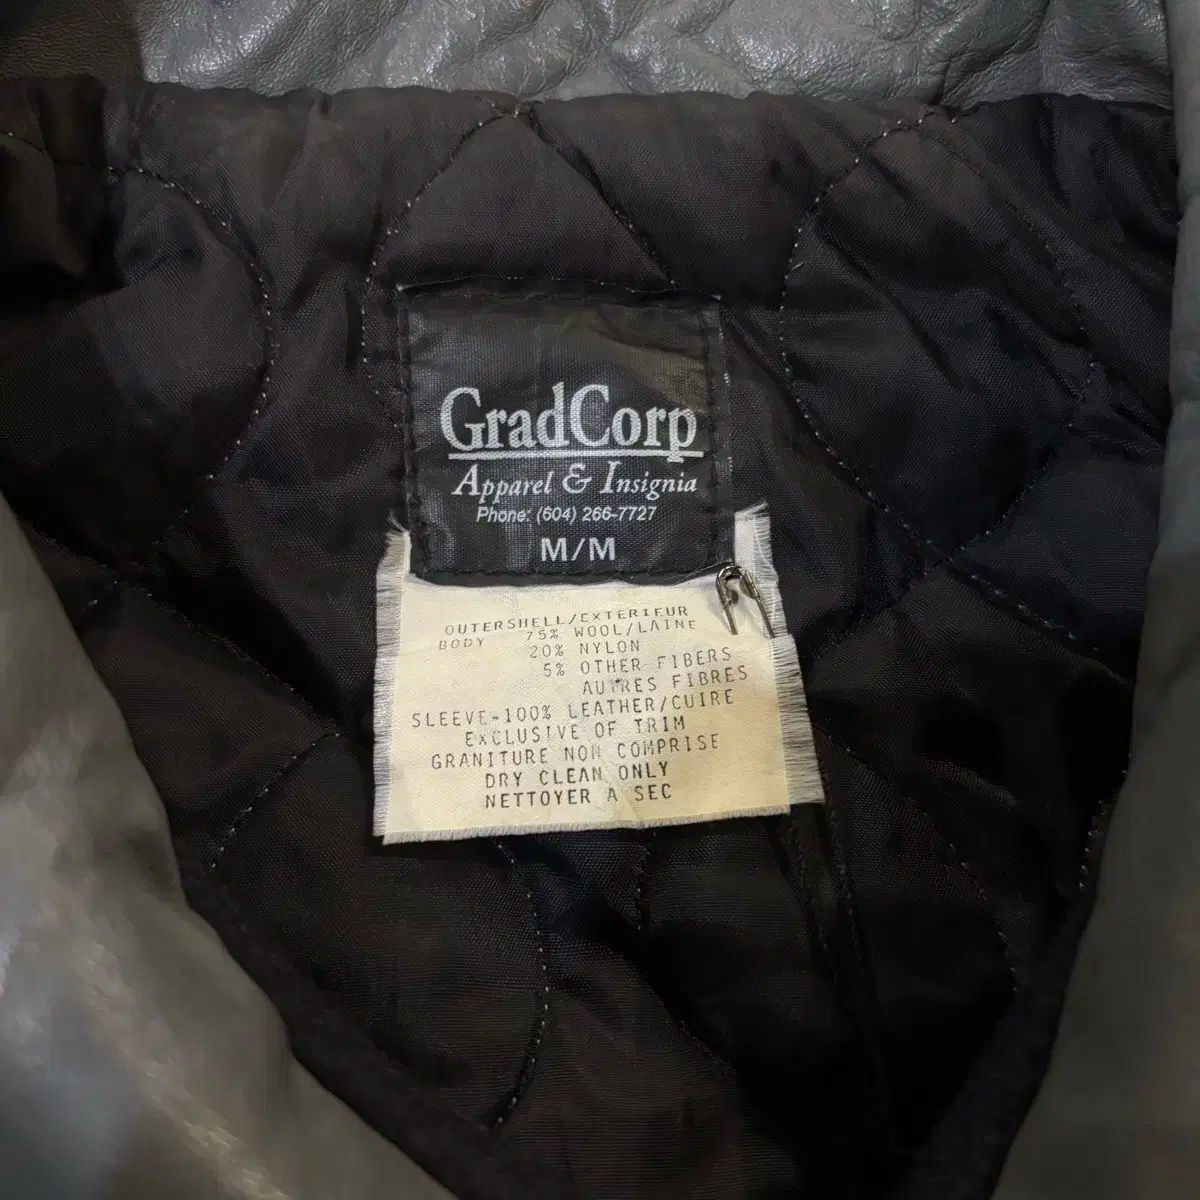 GradCorp
Apparel & Insignia
Phone: (604) 266-7727
M/M
OUTERSHELL/EXTERIEUR
BODY 75% WOOL/LAINE
20% NYLON
5% OTHER FIBERS
AUTRES FIBRES
SLEEVE-100% LEATHER/CUIRE
EXCLUSIVE OF TRIM
GRANITURE NON COMPRISE
DRY CLEAN ONLY
NETTOYER A SEC